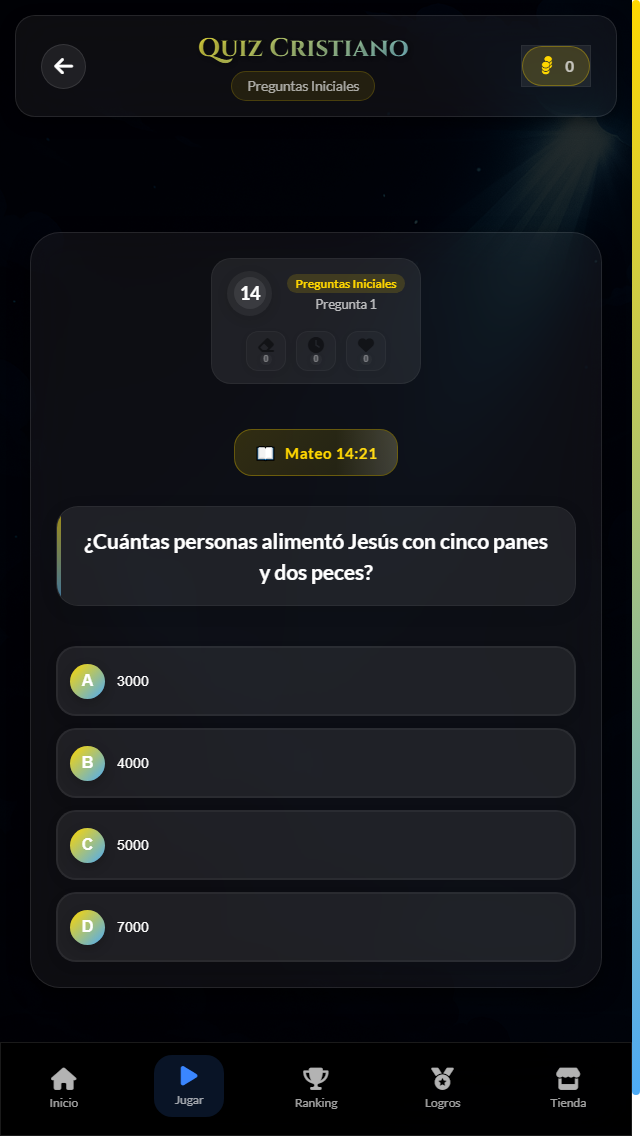 Quiz Cristiano
Preguntas Iniciales
0
14
Preguntas Iniciales
Pregunta 1
0
0
0
Mateo 14:21
¿Cuántas personas alimentó Jesús con cinco panes
y dos peces?
A 3000
B 4000
C 5000
D 7000
Inicio
Jugar
Ranking
Logros
Tienda